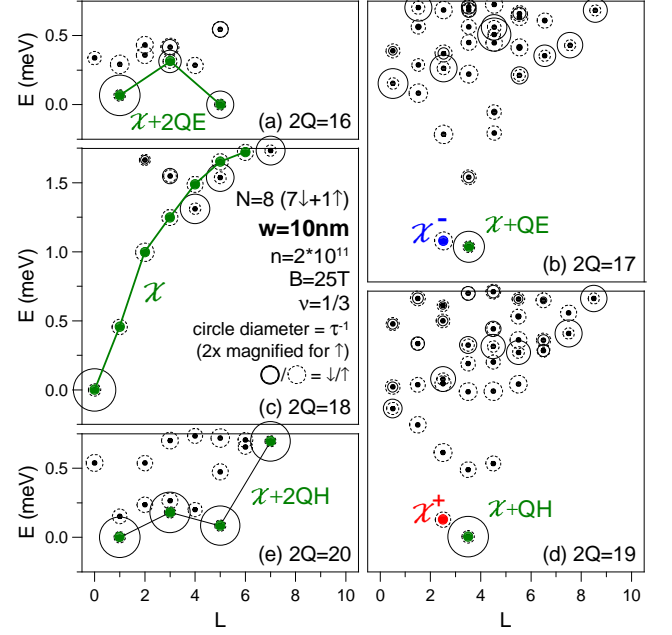 E (meV)
0.5
0.0
χ+2QE
(a) 2Q=16
E (meV)
1.5
1.0
0.5
0.0
χ
N=8 (7↓+1↑)
w=10nm
n=2*10¹¹
B=25T
ν=1/3
circle diameter = τ⁻¹
(2x magnified for ↑)
○/◌ = ↓/↑
(c) 2Q=18
E (meV)
0.5
0.0
χ+2QH
(e) 2Q=20
0 2 4 6 8 10
L
χ⁻
χ+QE
(b) 2Q=17
χ⁺
χ+QH
(d) 2Q=19
0 2 4 6 8 10
L